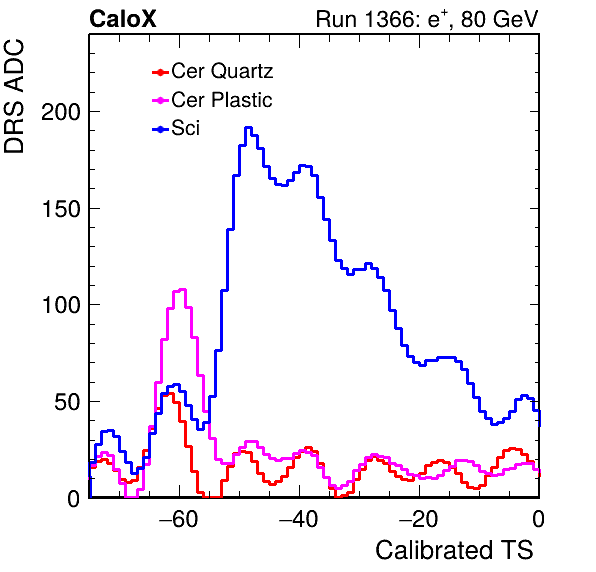 CaloX Run 1366: e⁺, 80 GeV
DRS ADC
Cer Quartz
Cer Plastic
Sci
200
150
100
50
0
−60 −40 −20 0
Calibrated TS